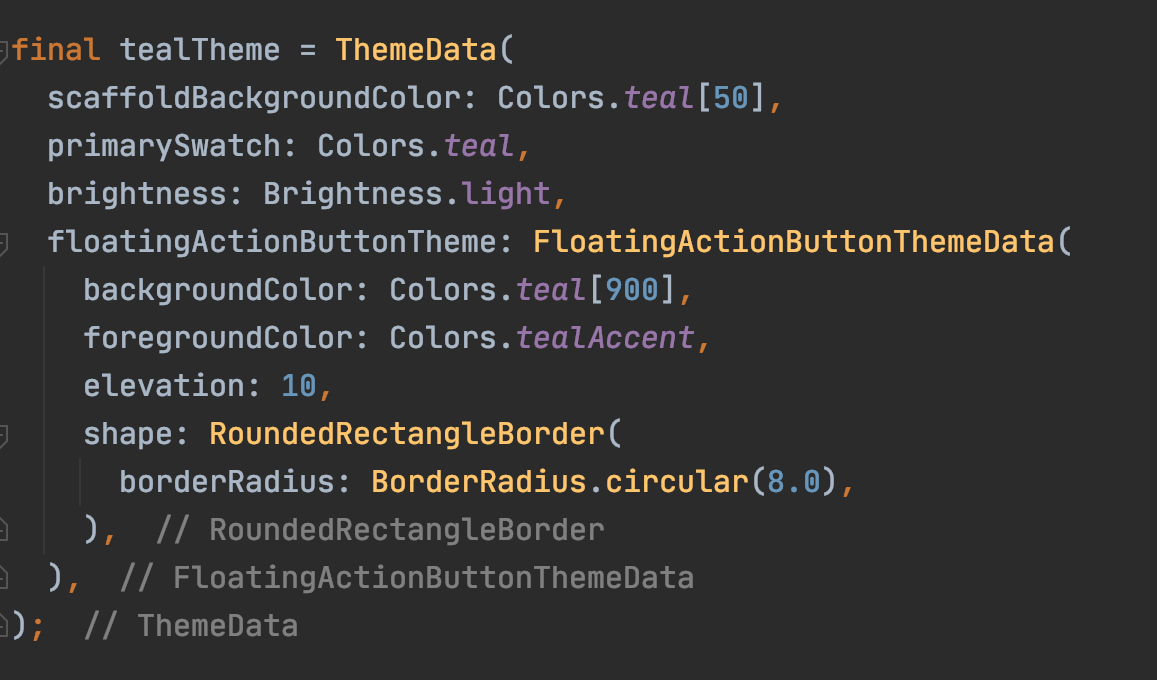 final tealTheme = ThemeData(
  scaffoldBackgroundColor: Colors.teal[50],
  primarySwatch: Colors.teal,
  brightness: Brightness.light,
  floatingActionButtonTheme: FloatingActionButtonThemeData(
    backgroundColor: Colors.teal[900],
    foregroundColor: Colors.tealAccent,
    elevation: 10,
    shape: RoundedRectangleBorder(
      borderRadius: BorderRadius.circular(8.0),
    ),  // RoundedRectangleBorder
  ),  // FloatingActionButtonThemeData
);  // ThemeData